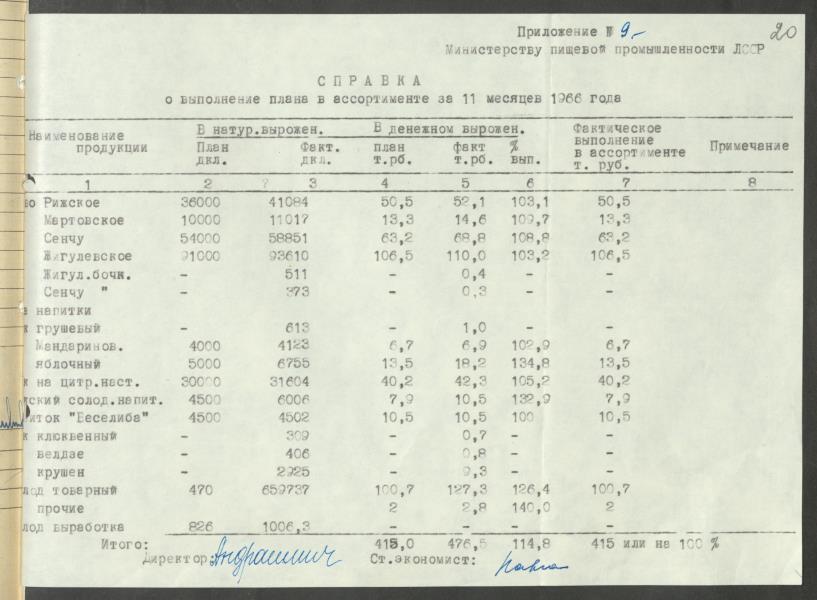 Приложение № 9.-
20
Министерству пищевой промышленности ЛССР
СПРАВКА
о выполнение плана в ассортименте за 11 месяцев 1966 года
Наименование продукции В натур.вырожен. В денежном вырожен. Фактическое выполнение в ассортименте т. руб. Примечание
План дкл. Факт. дкл. план т.рб. факт т.рб. % вып.
1 2 3 4 5 6 7 8
во Рижское 36000 41084 50,5 52,1 103,1 50,5
Мартовское 10000 11017 13,3 14,6 109,7 13,3
Сенчу 54000 58851 63,2 68,8 108,8 63,2
Жигулевское 91000 93610 106,5 110,0 103,2 106,5
Жигул.бочк. - 511 - 0,4 - -
Сенчу " - 373 - 0,3 - -
напитки
к грушевый - 613 - 1,0 - -
Мандаринов. 4000 4123 6,7 6,9 102,9 6,7
яблочный 5000 6755 13,5 18,2 134,8 13,5
к на цитр.наст. 30000 31604 40,2 42,3 105,2 40,2
жский солод.напит. 4500 6006 7,9 10,5 132,9 7,9
иток "Веселиба" 4500 4502 10,5 10,5 100 10,5
к клюквенный - 309 - 0,7 - -
велдзе - 406 - 0,8 - -
крушен - 2925 - 9,3 - -
лод товарный 470 659737 100,7 127,3 126,4 100,7
прочие 2 2,8 140,0 2
лод выработка 826 1006,3 - - - -
Итого: 415,0 476,5 114,8 415 или на 100 %
Директор: Ст.экономист: